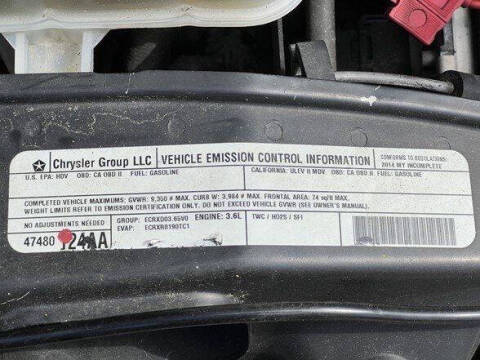 Chrysler Group LLC VEHICLE EMISSION CONTROL INFORMATION CONFORMS TO REGULATIONS: 2014 MY INCOMPLETE
U.S. EPA: HDV OBD: CA OBD II FUEL: GASOLINE CALIFORNIA: ULEV II MDV OBD: CA OBD II FUEL: GASOLINE
CERTIFICATION MAXIMUMS: GVWR: 9,350 # MAX. CURB W: 3,984 # MAX. FRONTAL AREA: 74 sq/ft MAX.
WEIGHT LIMITS REFER TO EMISSION CERTIFICATION ONLY. DO NOT EXCEED VEHICLE GVWR (SEE OWNER'S MANUAL).
NO ADJUSTMENTS NEEDED GROUP: ECRXD03.65V0 ENGINE: 3.6L TWC / HO2S / SFI
47480 124AA EVAP: ECRXR0190TC1